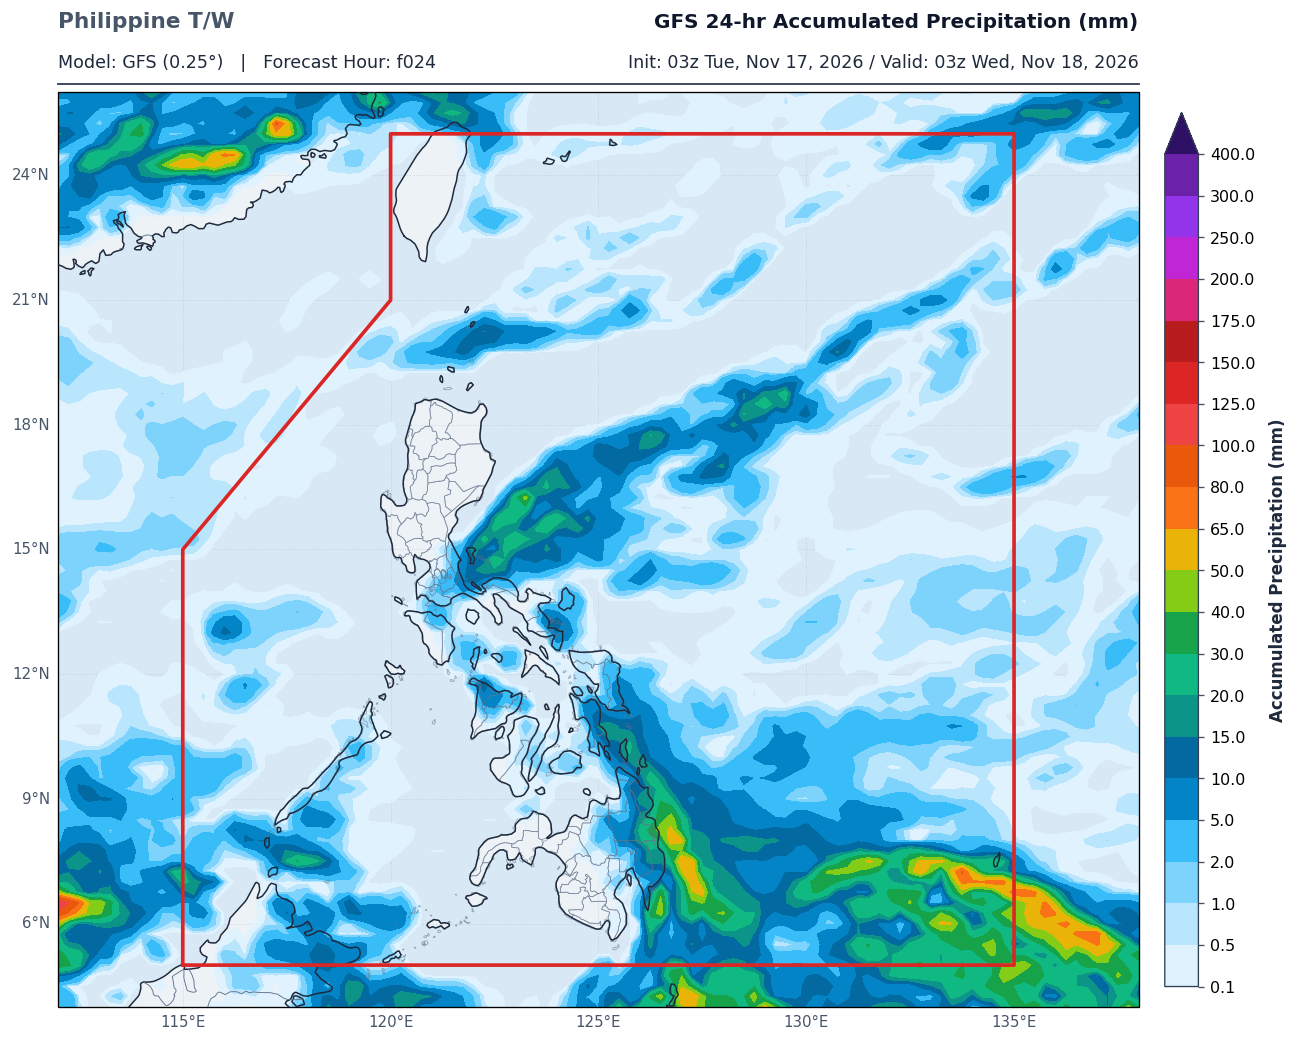 Philippine T/W
GFS 24-hr Accumulated Precipitation (mm)
Model: GFS (0.25°)   |   Forecast Hour: f024
Init: 03z Tue, Nov 17, 2026 / Valid: 03z Wed, Nov 18, 2026
24°N
21°N
18°N
15°N
12°N
9°N
6°N
115°E
120°E
125°E
130°E
135°E
400.0
300.0
250.0
200.0
175.0
150.0
125.0
100.0
80.0
65.0
50.0
40.0
30.0
20.0
15.0
10.0
5.0
2.0
1.0
0.5
0.1
Accumulated Precipitation (mm)